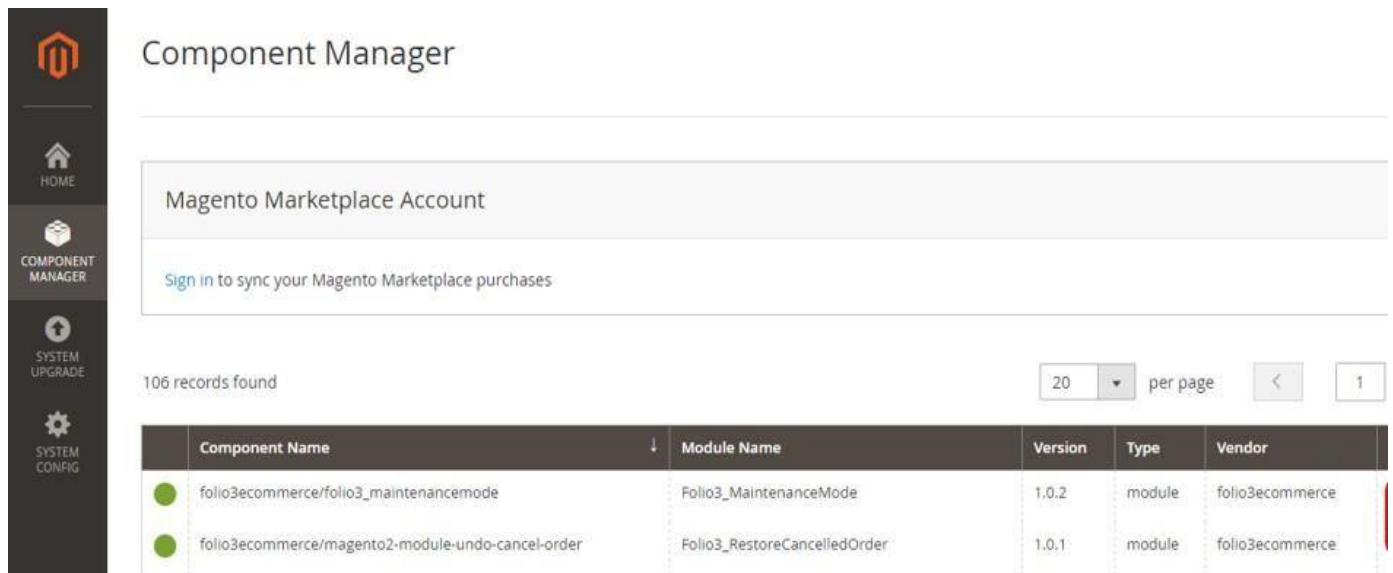 Component Manager
HOME
Magento Marketplace Account
COMPONENT
MANAGER
Sign in to sync your Magento Marketplace purchases
SYSTEM
UPGRADE
106 records found
20
per page
1
SYSTEM
CONFIG
Component Name Module Name Version Type Vendor
folio3ecommerce/folio3_maintenancemode Folio3_MaintenanceMode 1.0.2 module folio3ecommerce
folio3ecommerce/magento2-module-undo-cancel-order Folio3_RestoreCancelledOrder 1.0.1 module folio3ecommerce